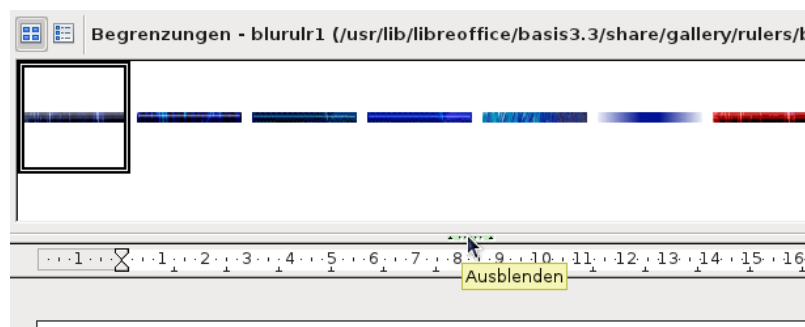 Begrenzungen - blurulr1 (/usr/lib/libreoffice/basis3.3/share/gallery/rulers/b
1 1 2 3 4 5 6 7 8 9 10 11 12 13 14 15 16
Ausblenden